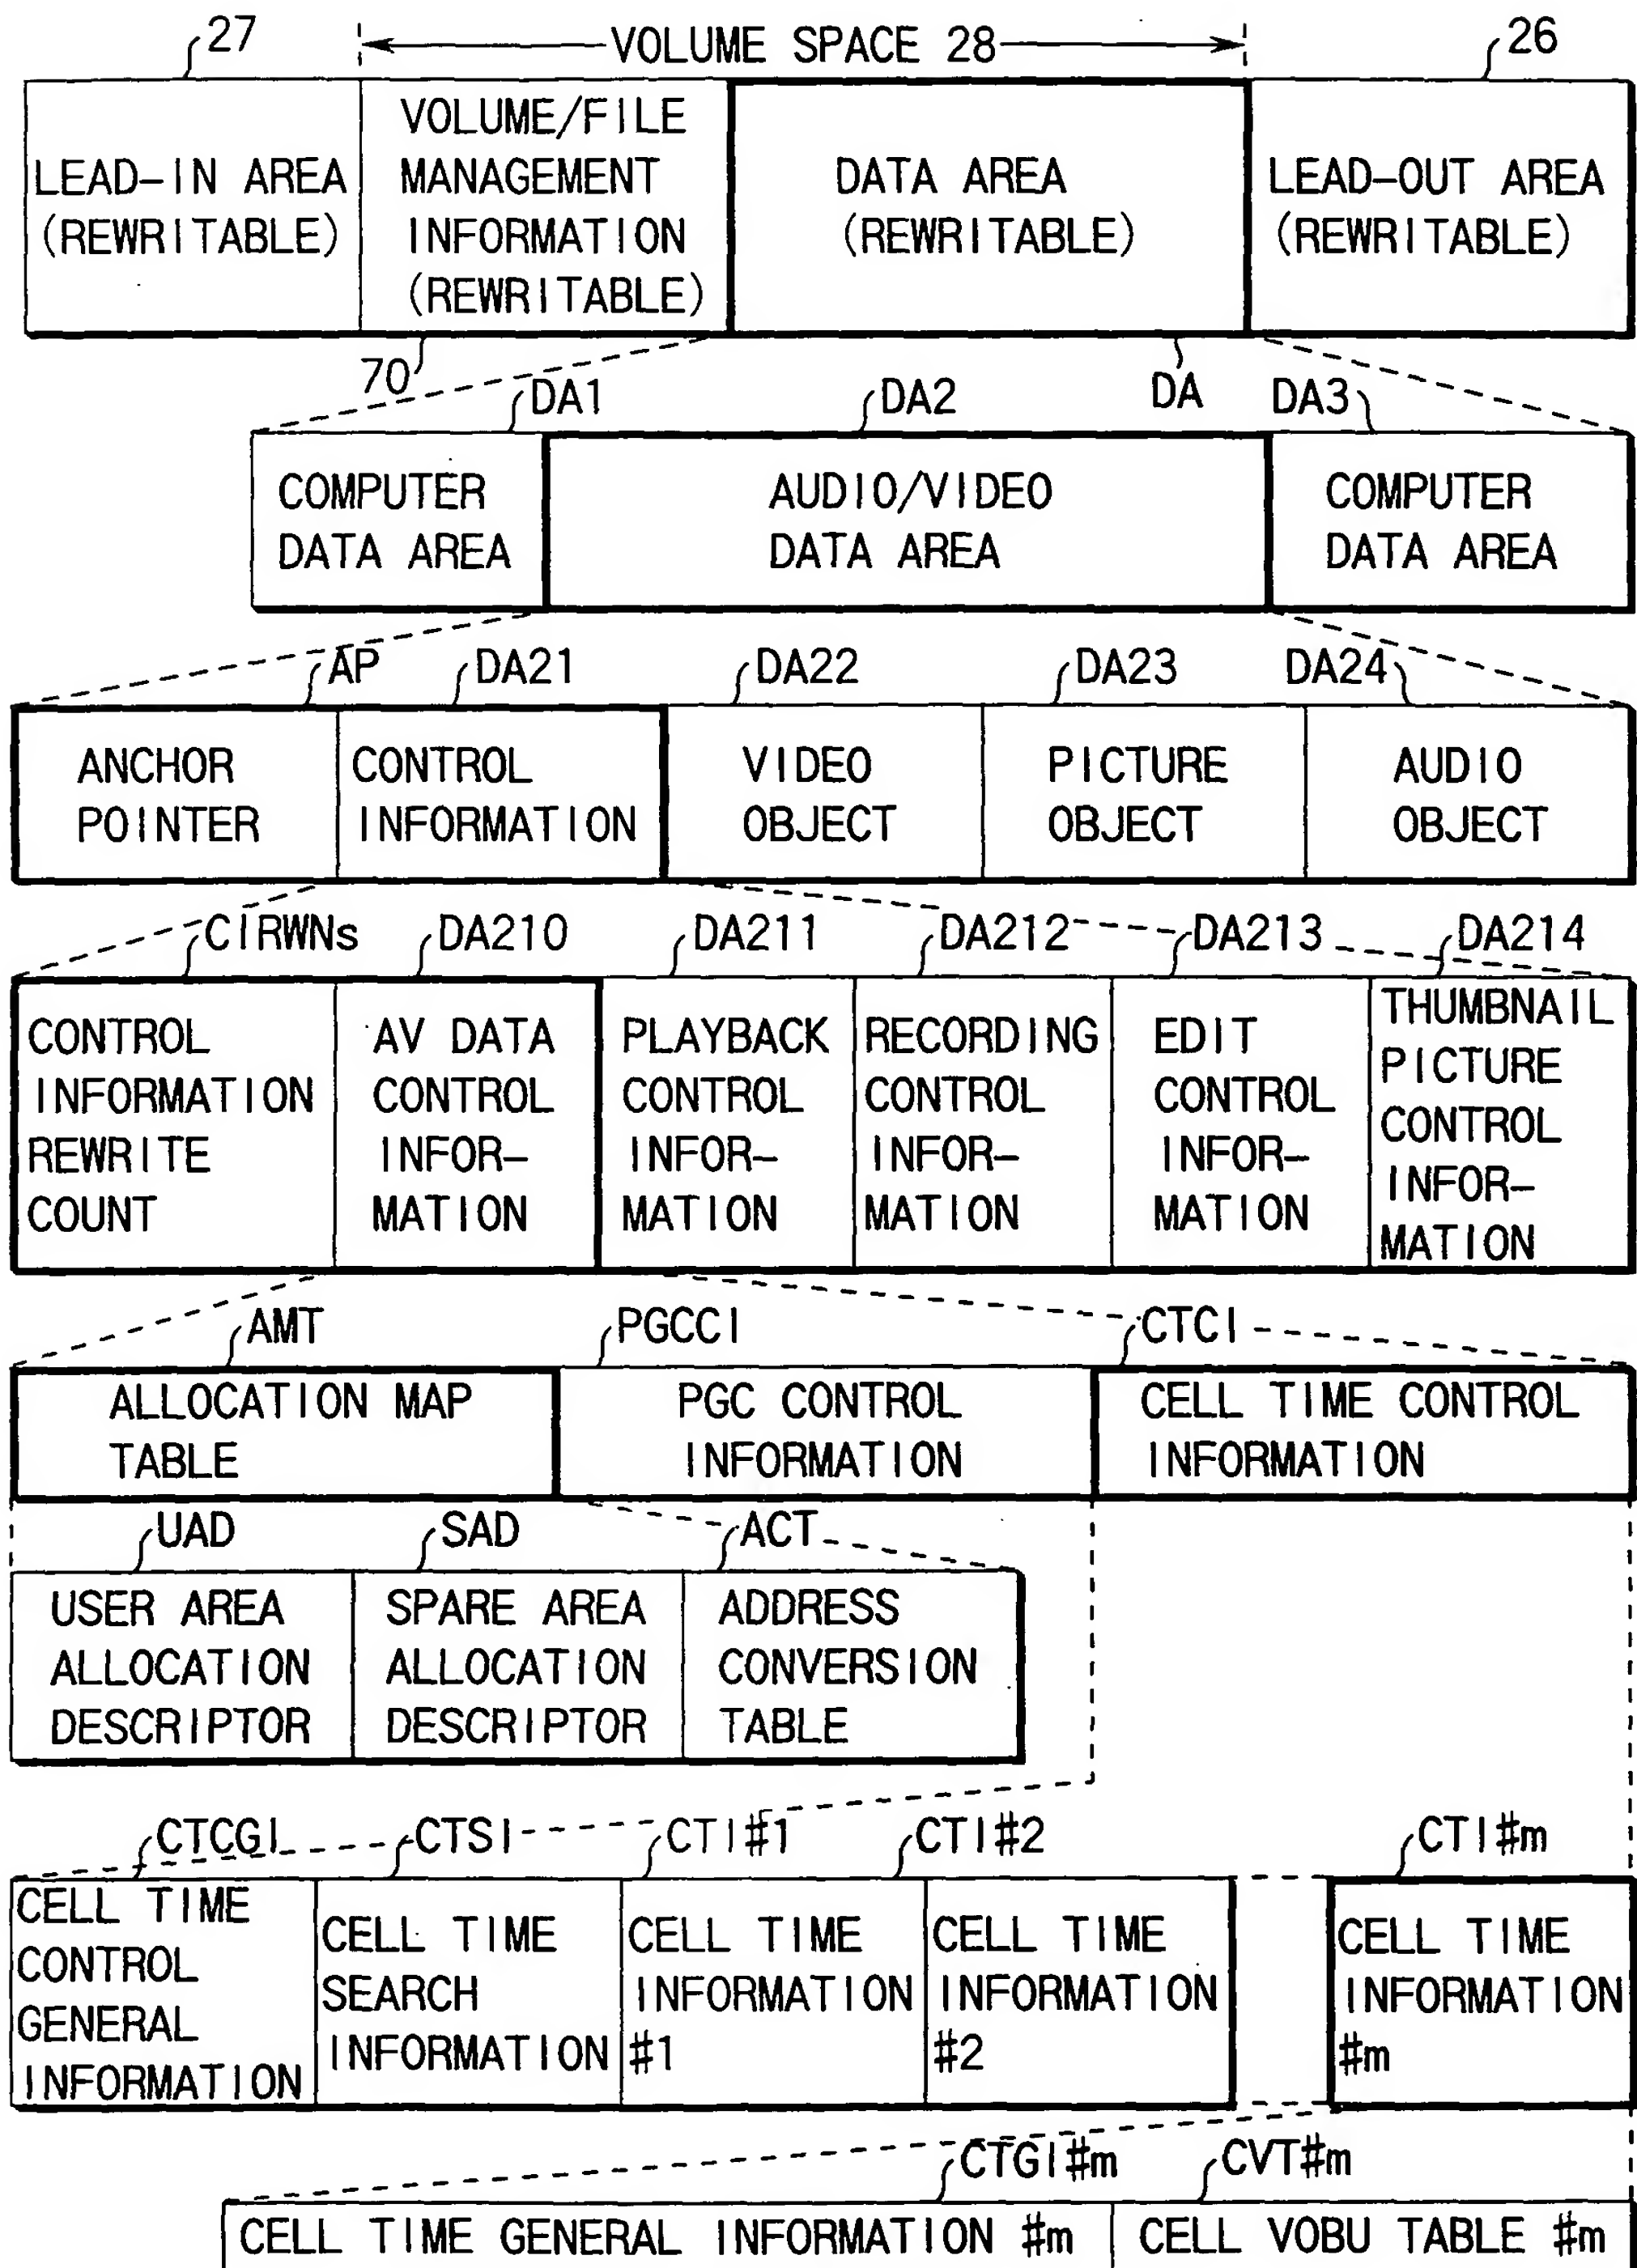 27
VOLUME SPACE 28
26
LEAD-IN AREA
(REWRITABLE)
VOLUME/FILE
MANAGEMENT
INFORMATION
(REWRITABLE)
DATA AREA
(REWRITABLE)
LEAD-OUT AREA
(REWRITABLE)
70
DA1
DA2
DA
DA3
COMPUTER
DATA AREA
AUDIO/VIDEO
DATA AREA
COMPUTER
DATA AREA
AP
DA21
DA22
DA23
DA24
ANCHOR
POINTER
CONTROL
INFORMATION
VIDEO
OBJECT
PICTURE
OBJECT
AUDIO
OBJECT
CIRWNs
DA210
DA211
DA212
DA213
DA214
CONTROL
INFORMATION
REWRITE
COUNT
AV DATA
CONTROL
INFOR-
MATION
PLAYBACK
CONTROL
INFOR-
MATION
RECORDING
CONTROL
INFOR-
MATION
EDIT
CONTROL
INFOR-
MATION
THUMBNAIL
PICTURE
CONTROL
INFOR-
MATION
AMT
PGCCI
CTCI
ALLOCATION MAP
TABLE
PGC CONTROL
INFORMATION
CELL TIME CONTROL
INFORMATION
UAD
SAD
ACT
USER AREA
ALLOCATION
DESCRIPTOR
SPARE AREA
ALLOCATION
DESCRIPTOR
ADDRESS
CONVERSION
TABLE
CTCGI
CTSI
CTI#1
CTI#2
CTI#m
CELL TIME
CONTROL
GENERAL
INFORMATION
CELL TIME
SEARCH
INFORMATION
CELL TIME
INFORMATION
#1
CELL TIME
INFORMATION
#2
CELL TIME
INFORMATION
#m
CTGI#m
CVT#m
CELL TIME GENERAL INFORMATION #m
CELL VOBU TABLE #m